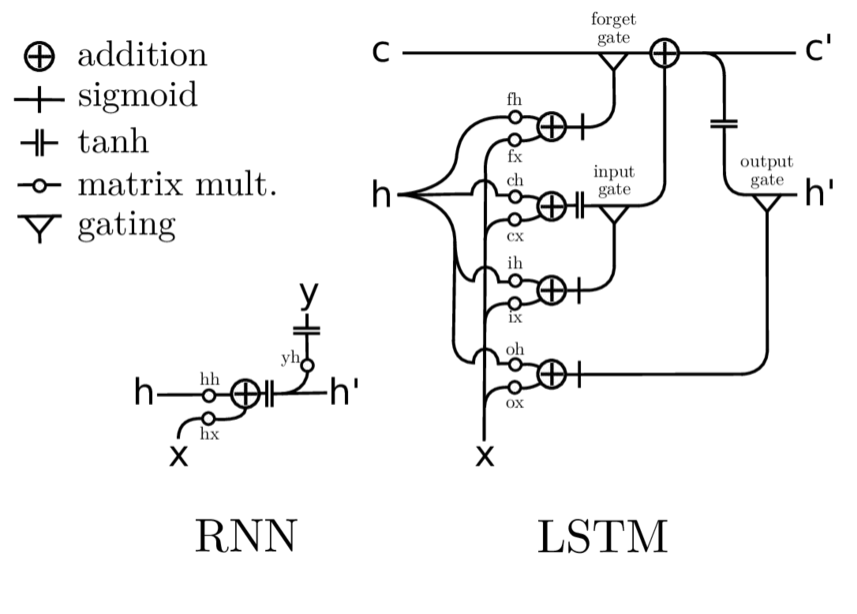 addition
sigmoid
tanh
matrix mult.
gating
y
yh
h
hh
h'
hx
x
RNN
forget
gate
c
c'
fh
fx
ch
input
gate
output
gate
h
h'
cx
ih
ix
oh
ox
x
LSTM